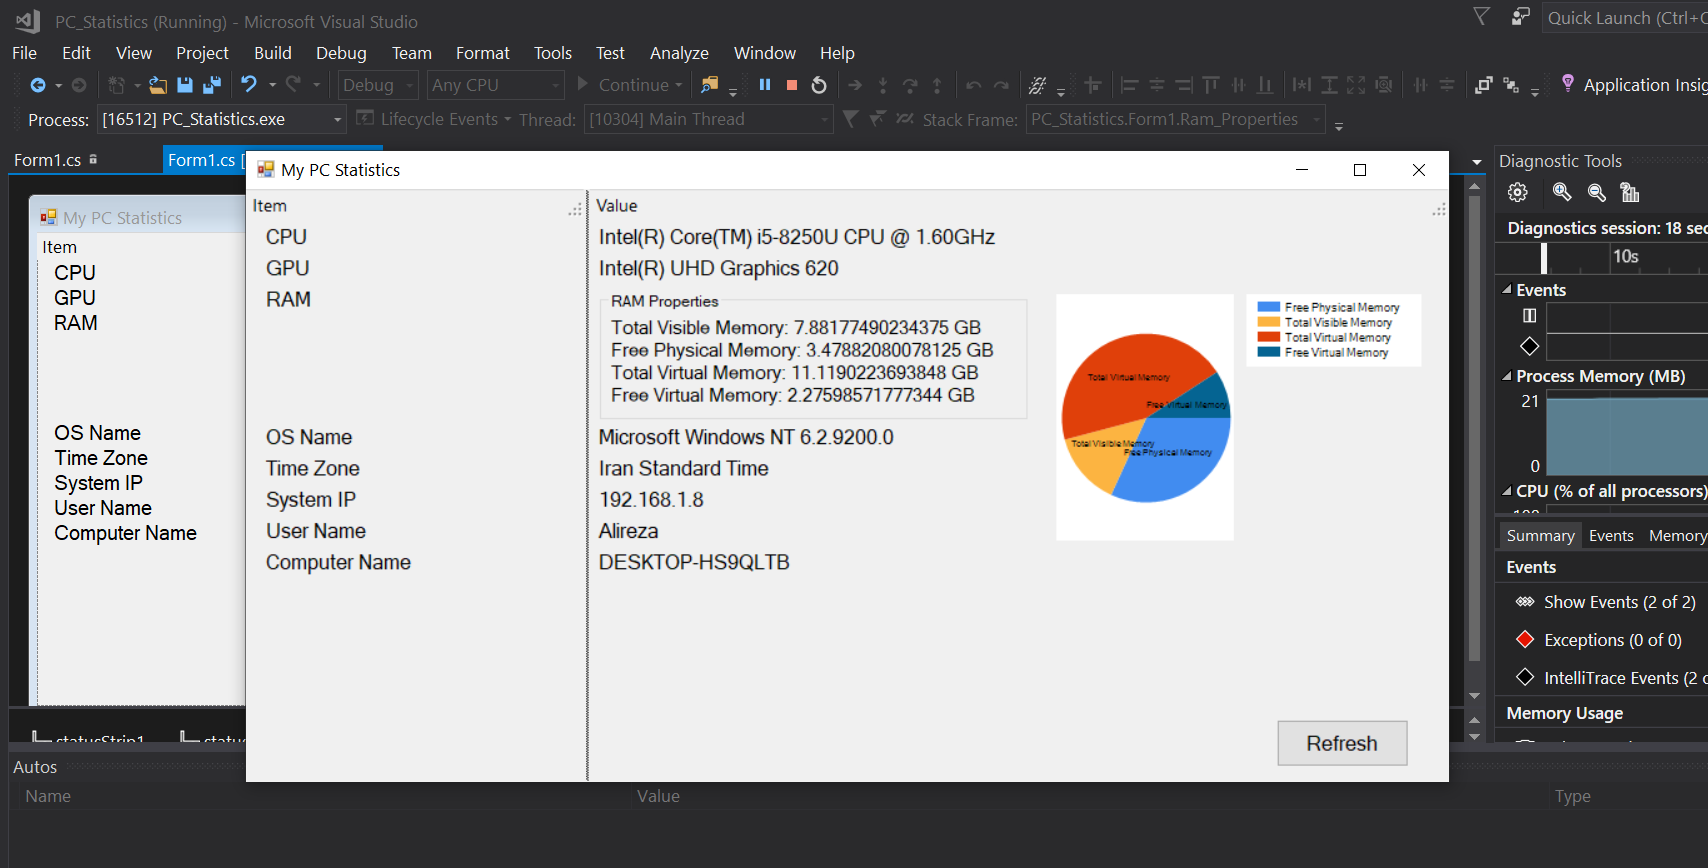 PC_Statistics (Running) - Microsoft Visual Studio
Quick Launch (Ctrl+
File Edit View Project Build Debug Team Format Tools Test Analyze Window Help
Debug Any CPU Continue Application Insig
Process: [16512] PC_Statistics.exe Lifecycle Events Thread: [10304] Main Thread Stack Frame: PC_Statistics.Form1.Ram_Properties
Form1.cs Form1.cs [
My PC Statistics
Item
CPU
GPU
RAM
OS Name
Time Zone
System IP
User Name
Computer Name
My PC Statistics
Item Value
CPU Intel(R) Core(TM) i5-8250U CPU @ 1.60GHz
GPU Intel(R) UHD Graphics 620
RAM RAM Properties
Total Visible Memory: 7.88177490234375 GB
Free Physical Memory: 3.47882080078125 GB
Total Virtual Memory: 11.1190223693848 GB
Free Virtual Memory: 2.27598571777344 GB
Total Virtual Memory
Free Virtual Memory
Total Visible Memory
Free Physical Memory
Free Physical Memory
Total Visible Memory
Total Virtual Memory
Free Virtual Memory
OS Name Microsoft Windows NT 6.2.9200.0
Time Zone Iran Standard Time
System IP 192.168.1.8
User Name Alireza
Computer Name DESKTOP-HS9QLTB
Refresh
Diagnostic Tools
Diagnostics session: 18 sec
10s
Events
Process Memory (MB)
21
0
CPU (% of all processors)
100
Summary Events Memory
Events
Show Events (2 of 2)
Exceptions (0 of 0)
IntelliTrace Events (2 o
Memory Usage
statusStrip1 status
Autos
Name Value Type